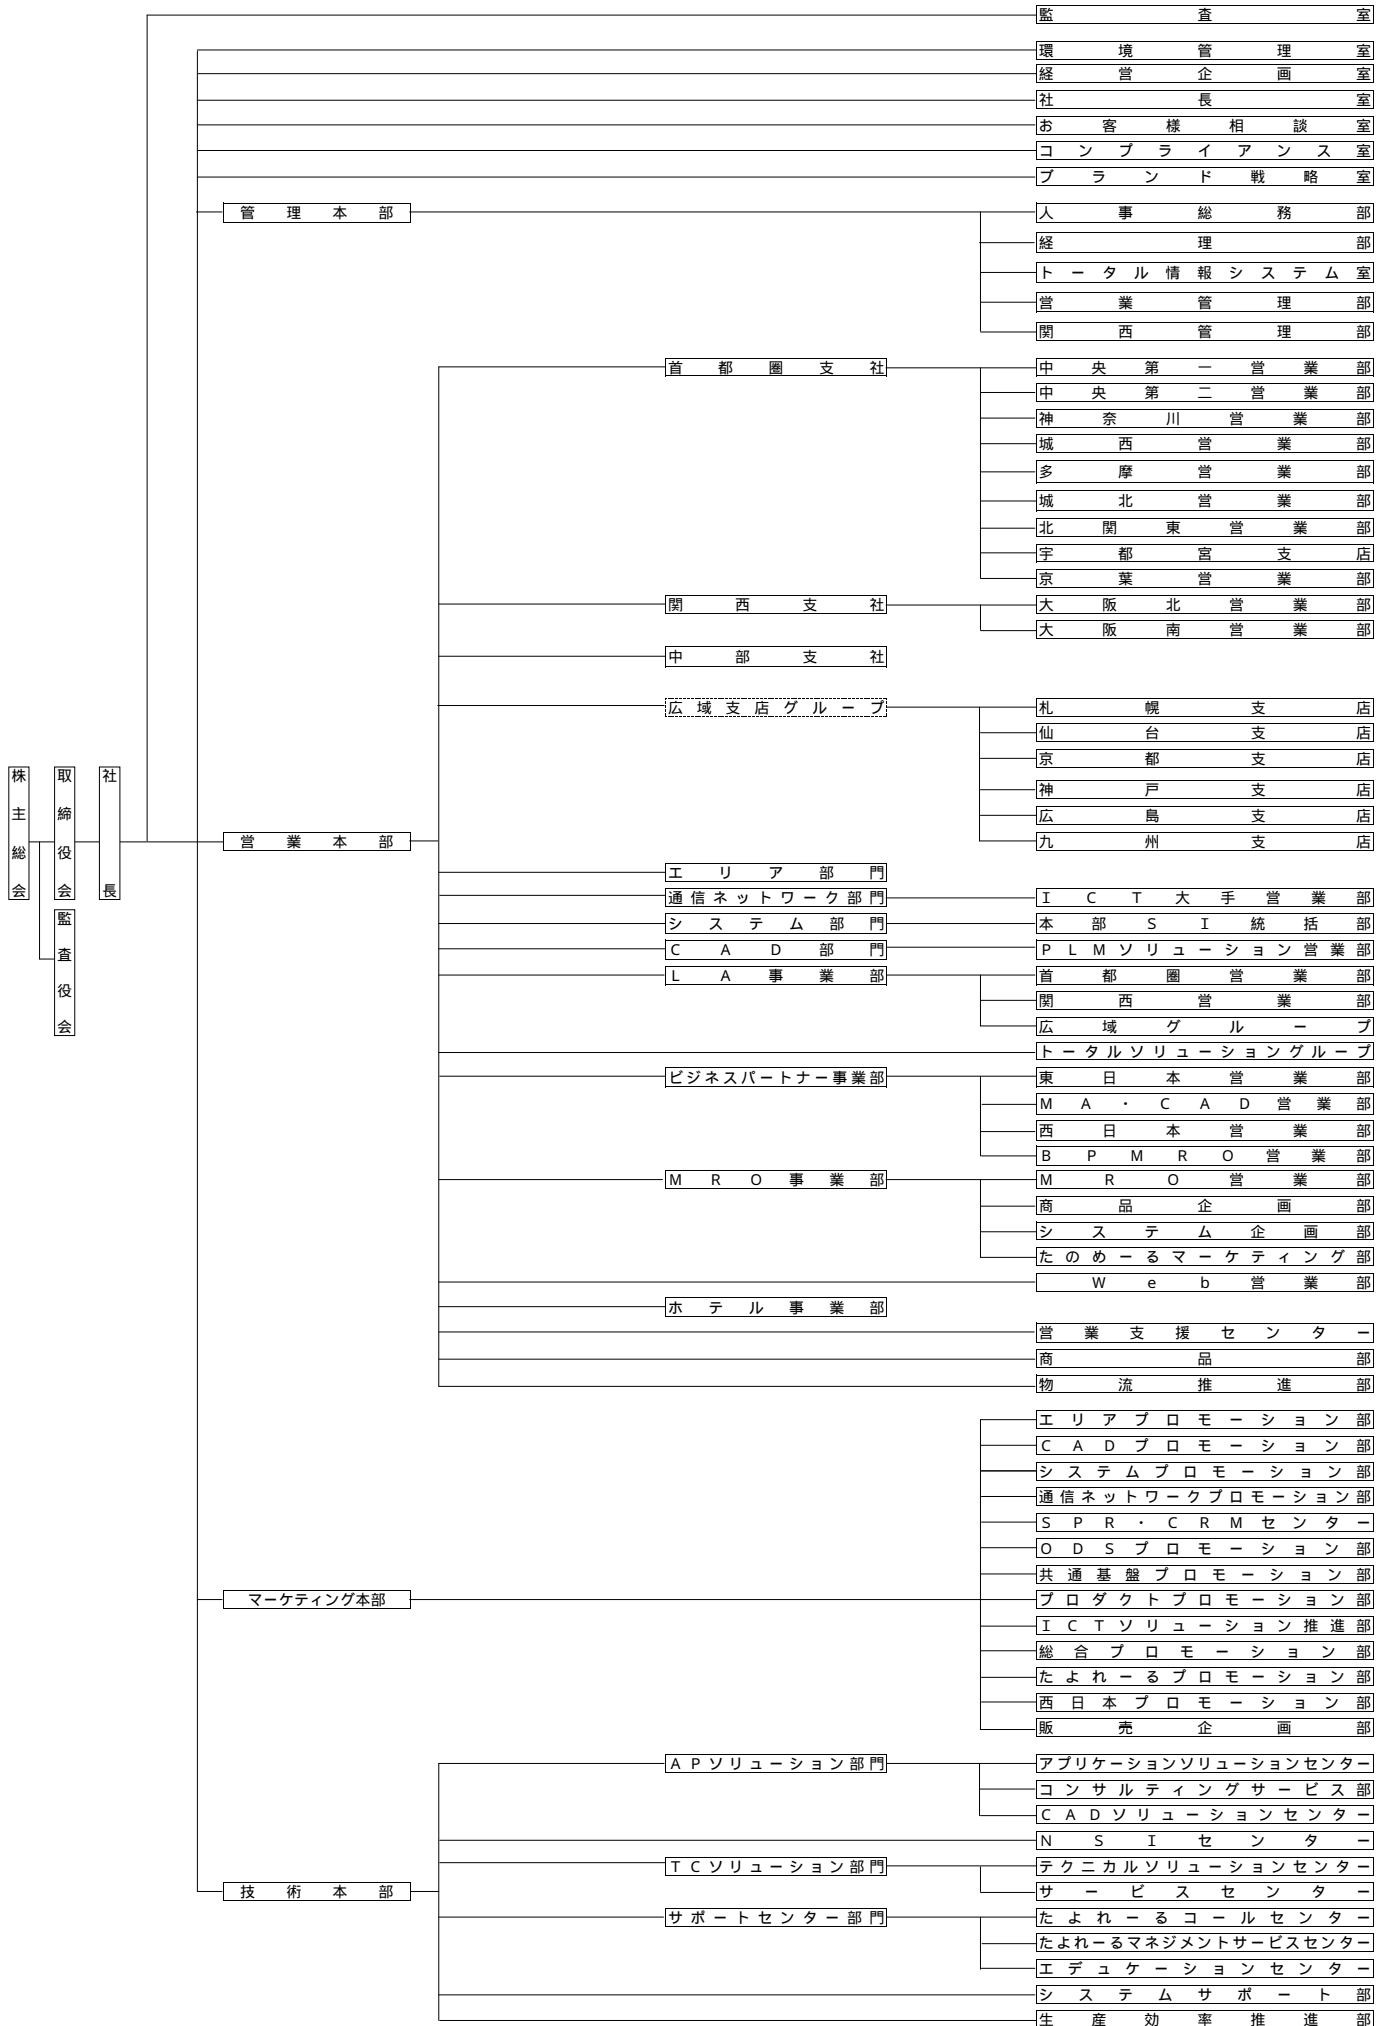 監査室
環境管理室
経営企画室
社長室
お客様相談室
コンプライアンス室
ブランド戦略室
管理本部 人事総務部
経理部
トータル情報システム室
営業管理部
関西管理部
首都圏支社 中央第一営業部
中央第二営業部
神奈川営業部
城西営業部
多摩営業部
城北営業部
北関東営業部
宇都宮支店
京葉営業部
関西支社 大阪北営業部
大阪南営業部
中部支社
広域支店グループ 札幌支店
仙台支店
京都支店
神戸支店
広島支店
九州支店
株主総会
取締役会
社長
監査役会
営業本部
エリア部門
通信ネットワーク部門 ICT大手営業部
システム部門 本部SI統括部
CAD部門 PLMソリューション営業部
LA事業部 首都圏営業部
関西営業部
広域グループ
トータルソリューショングループ
ビジネスパートナー事業部 東日本営業部
MA・CAD営業部
西日本営業部
BPMRO営業部
MRO事業部 MRO営業部
商品企画部
システム企画部
たのめーるマーケティング部
Web営業部
ホテル事業部
営業支援センター
商品部
物流推進部
エリアプロモーション部
CADプロモーション部
システムプロモーション部
通信ネットワークプロモーション部
SPR・CRMセンター
ODSプロモーション部
共通基盤プロモーション部
マーケティング本部 プロダクトプロモーション部
ICTソリューション推進部
総合プロモーション部
たよれーるプロモーション部
西日本プロモーション部
販売企画部
APソリューション部門 アプリケーションソリューションセンター
コンサルティングサービス部
CADソリューションセンター
NSIセンター
TCソリューション部門 テクニカルソリューションセンター
技術本部 サービスセンター
サポートセンター部門 たよれーるコールセンター
たよれーるマネジメントサービスセンター
エデュケーションセンター
システムサポート部
生産効率推進部